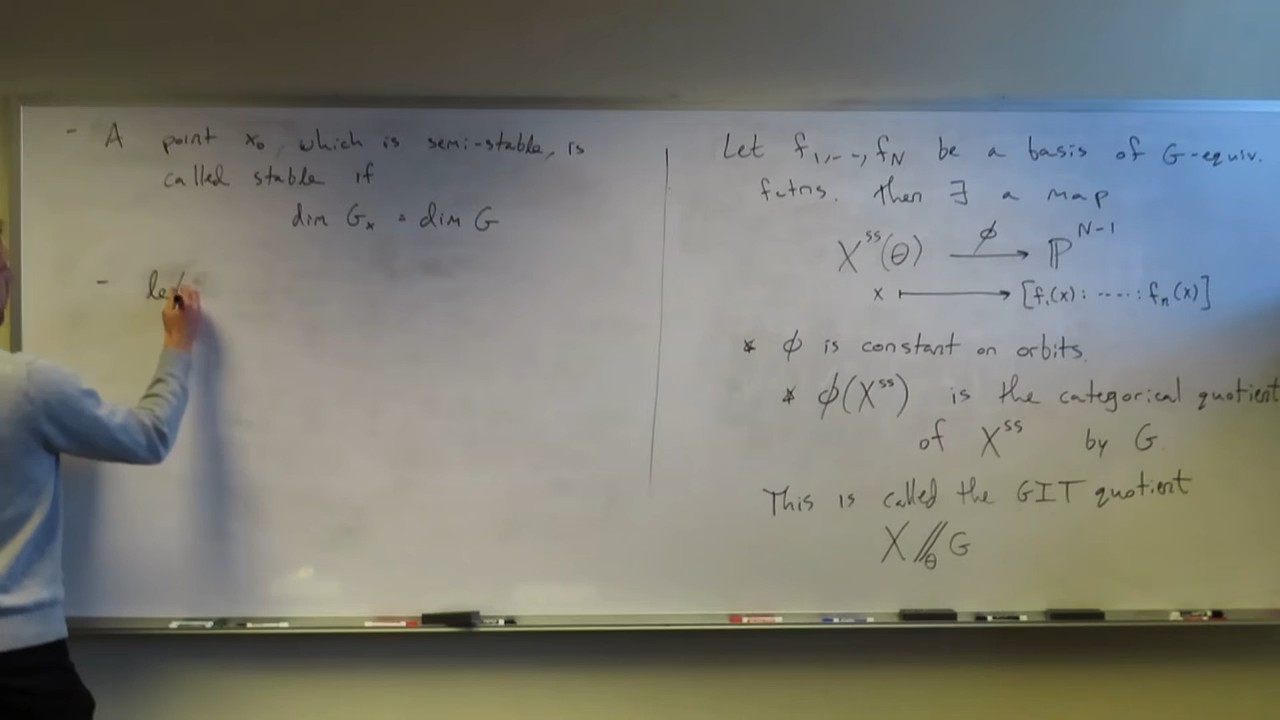 - A point x₀ which is semi-stable, is
called stable if
dim Gₓ = dim G
- let
Let f₁,--,f_N be a basis of G-equiv.
fctns. then ∃ a map
X^ss(θ) —ϕ→ ℙ^N-1
x ⟼ [f₁(x): ----: fₙ(x)]
* ϕ is constant on orbits.
* ϕ(X^ss) is the categorical quotient
of X^ss by G.
This is called the GIT quotient
X //_θ G